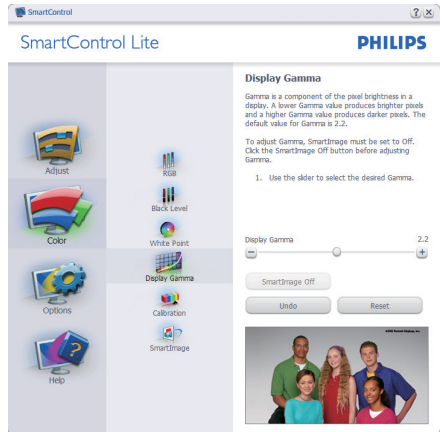 SmartControl
SmartControl Lite
PHILIPS
Adjust
Color
Options
Help
RGB
Black Level
White Point
Display Gamma
Calibration
SmartImage
Display Gamma
Gamma is a component of the pixel brightness in a
display. A lower Gamma value produces brighter pixels
and a higher Gamma value produces darker pixels. The
default value for Gamma is 2.2.
To adjust Gamma, SmartImage must be set to Off.
Click the SmartImage Off button before adjusting
Gamma.
1. Use the slider to select the desired Gamma.
Display Gamma 2.2
SmartImage Off
Undo Reset